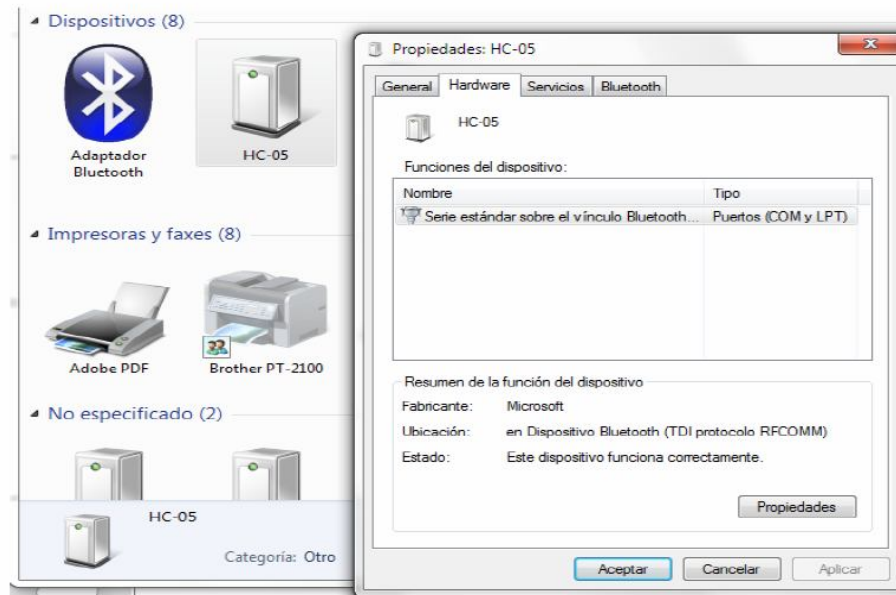 Dispositivos (8)
Adaptador
Bluetooth
HC-05
Impresoras y faxes (8)
Adobe PDF
Brother PT-2100
No especificado (2)
HC-05
Categoría: Otro
Propiedades: HC-05
General Hardware Servicios Bluetooth
HC-05
Funciones del dispositivo:
Nombre Tipo
Serie estándar sobre el vínculo Bluetooth... Puertos (COM y LPT)
Resumen de la función del dispositivo
Fabricante: Microsoft
Ubicación: en Dispositivo Bluetooth (TDI protocolo RFCOMM)
Estado: Este dispositivo funciona correctamente.
Propiedades
Aceptar Cancelar Aplicar